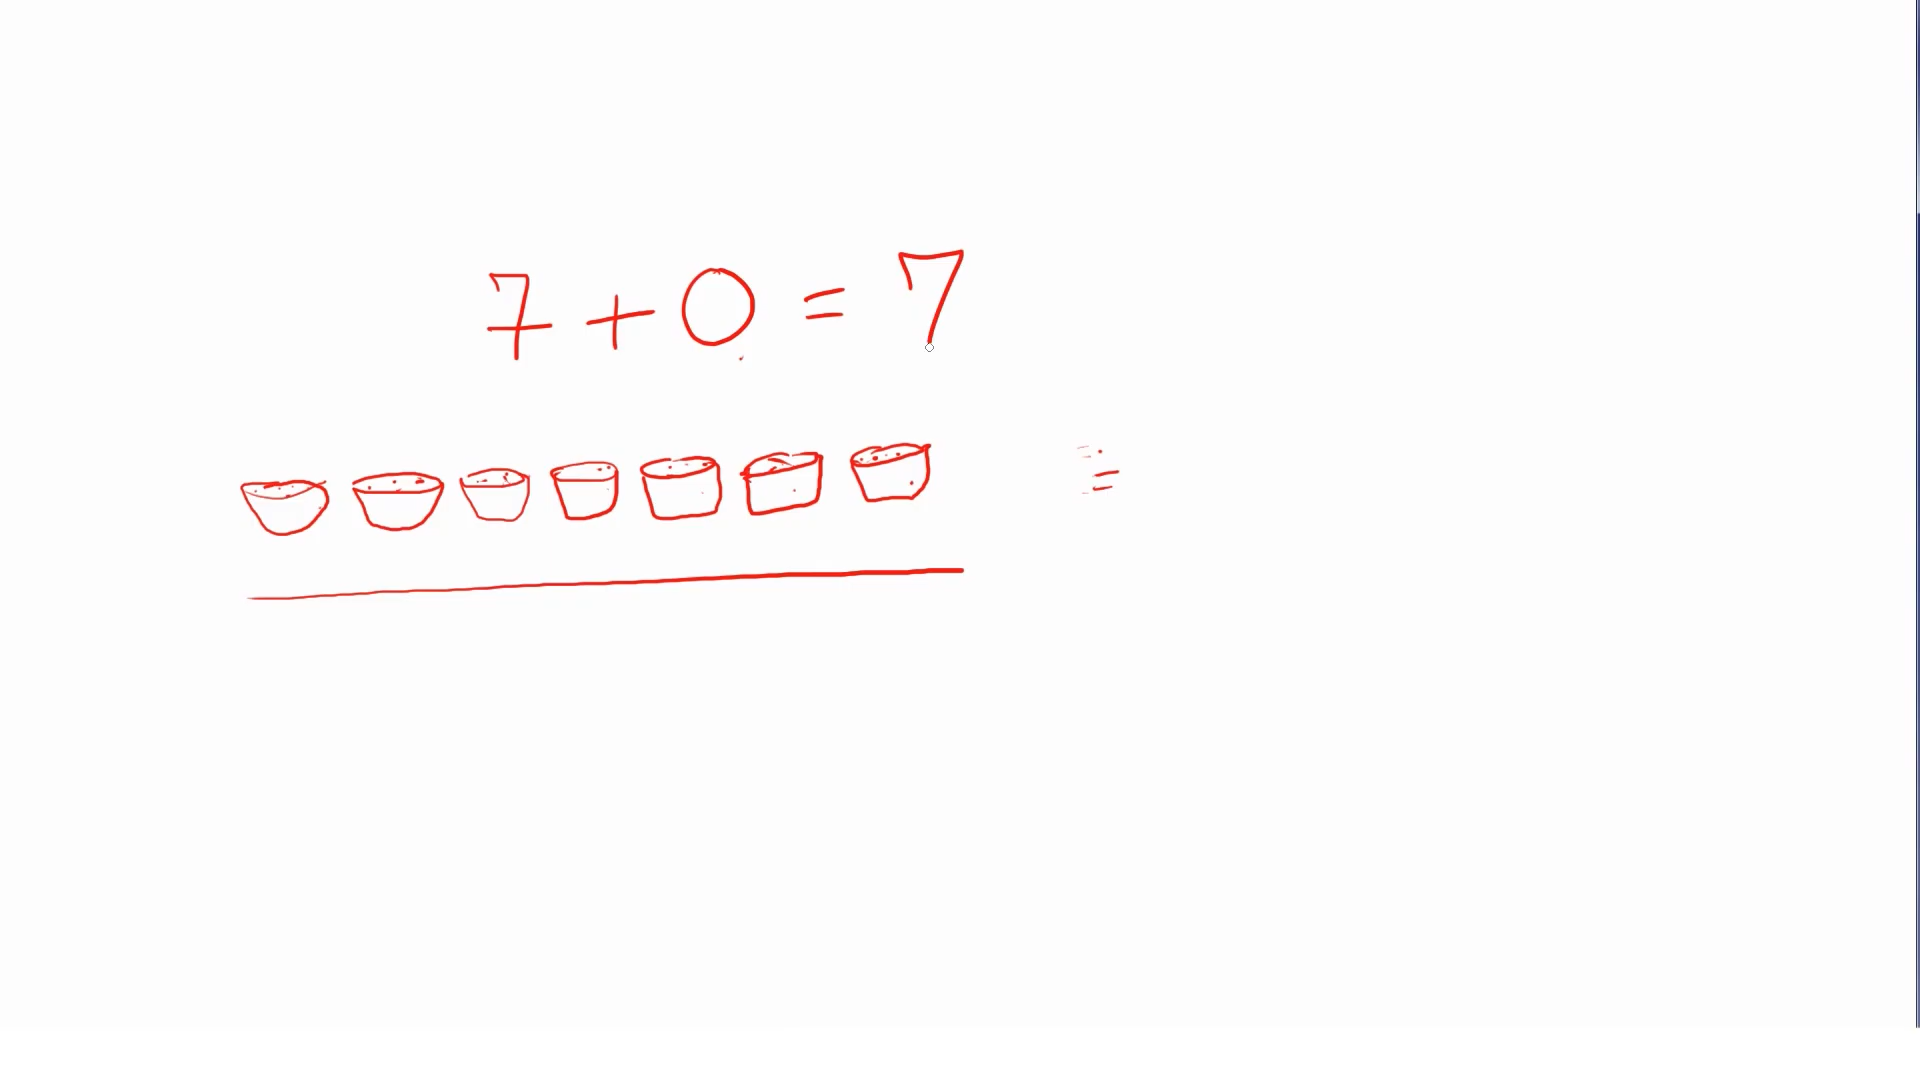 7 + 0 = 7
=